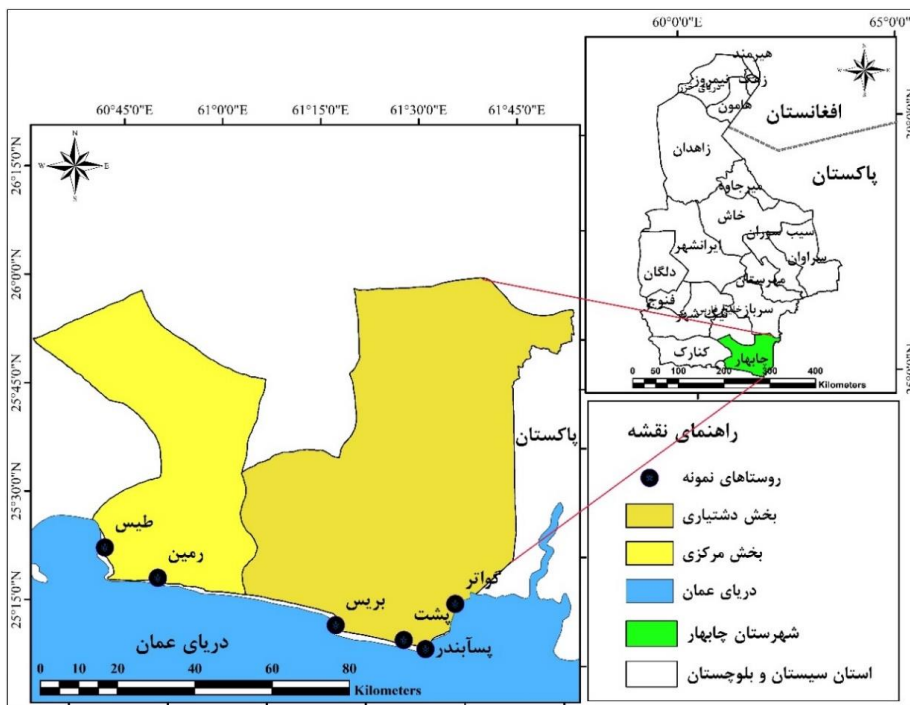 60°45'0"E
61°0'0"E
61°15'0"E
61°30'0"E
61°45'0"E
26°15'0"N
26°0'0"N
25°45'0"N
25°30'0"N
25°15'0"N
N
W
E
S
پاکستان
طیس
رمین
بریس
پشت
گواتر
پسآبندر
دریای عمان
0 10 20 40 60 80
Kilometers
60°0'0"E
65°0'0"E
هیرمند
زهک
نیمروز
هامون
افغانستان
زاهدان
پاکستان
میرجاوه
خاش
سیب سوران
ایرانشهر
سراوان
دلگان
مهرستان
فنوج
سرباز
نیک شهر
کنارک
چابهار
0 50 100 200 300 400
Kilometers
راهنمای نقشه
روستاهای نمونه
بخش دشتیاری
بخش مرکزی
دریای عمان
شهرستان چابهار
استان سیستان و بلوچستان